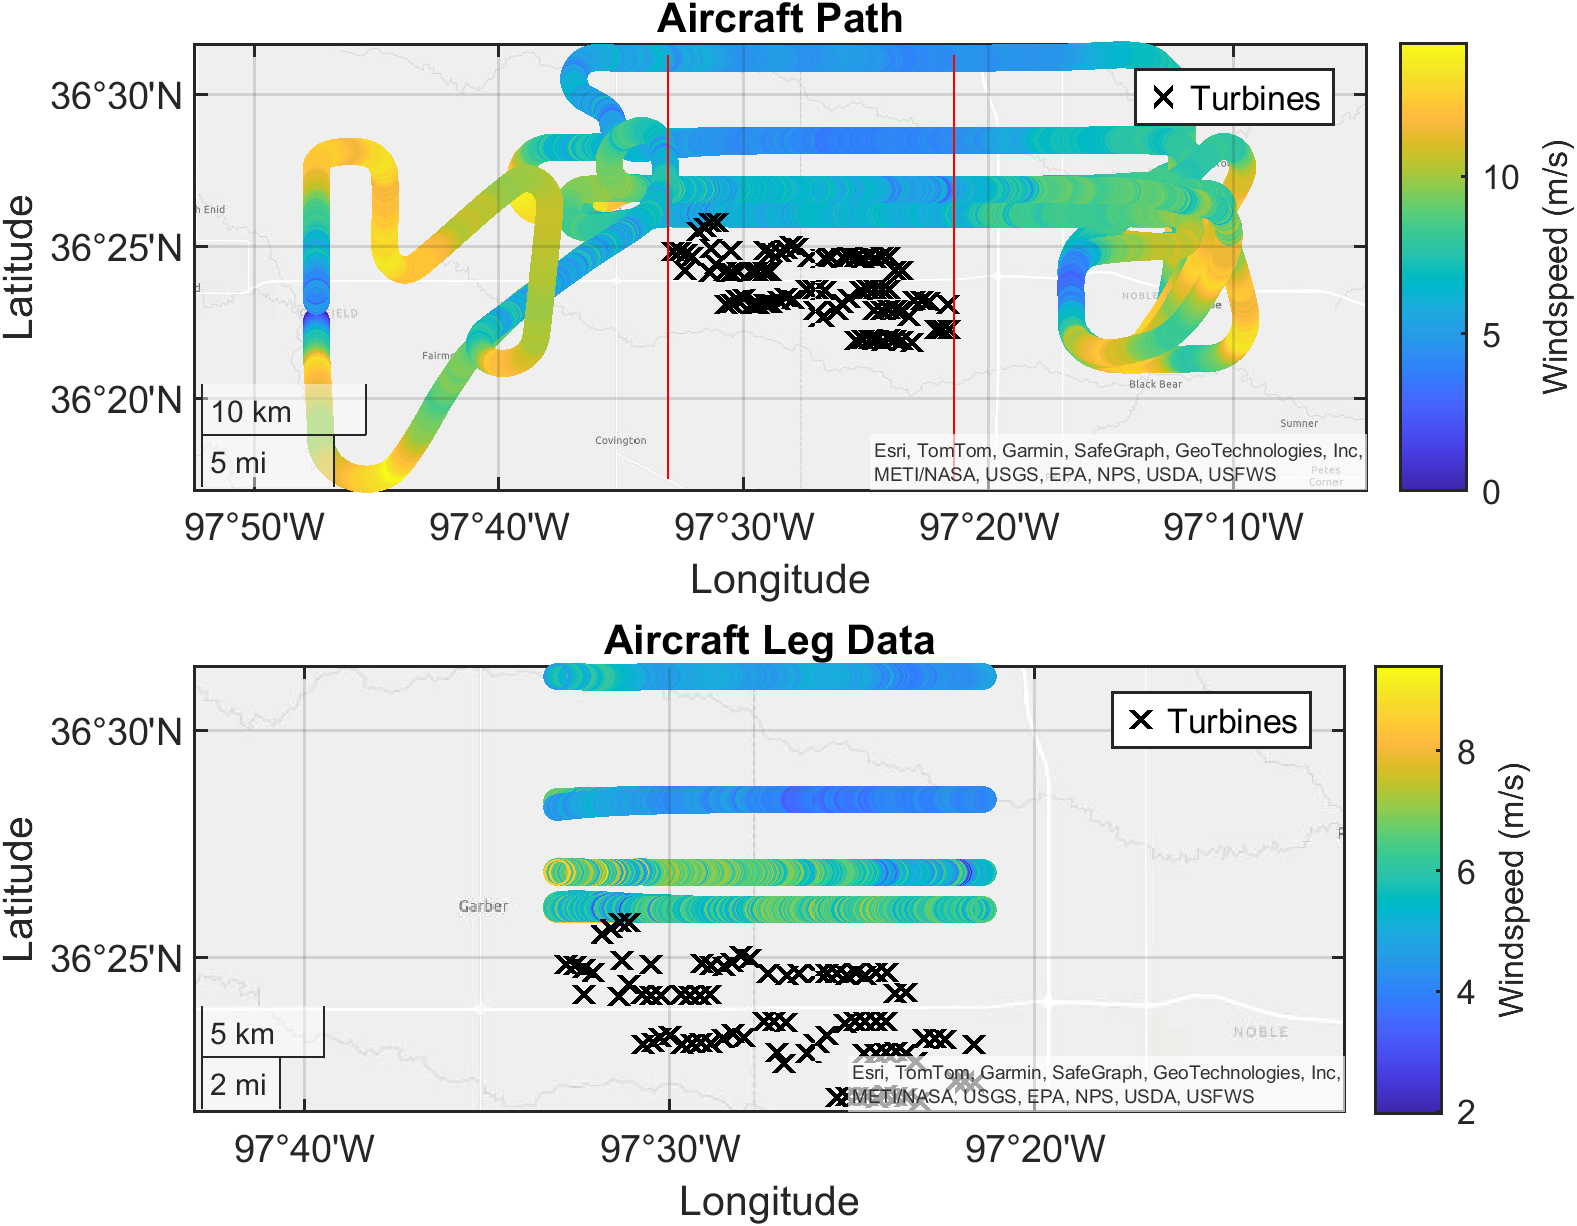 Aircraft Path
36°30'N
36°25'N
36°20'N
Latitude
Turbines
h Enid
d
FIELD
NOBLE
Black Bear
Sumner
Covington
Petes
Corner
10 km
5 mi
Esri, TomTom, Garmin, SafeGraph, GeoTechnologies, Inc,
METI/NASA, USGS, EPA, NPS, USDA, USFWS
97°50'W 97°40'W 97°30'W 97°20'W 97°10'W
Longitude
10
5
0
Windspeed (m/s)
Aircraft Leg Data
36°30'N
36°25'N
Latitude
Turbines
Garber
NOBLE
5 km
2 mi
Esri, TomTom, Garmin, SafeGraph, GeoTechnologies, Inc,
METI/NASA, USGS, EPA, NPS, USDA, USFWS
97°40'W 97°30'W 97°20'W
Longitude
8
6
4
2
Windspeed (m/s)